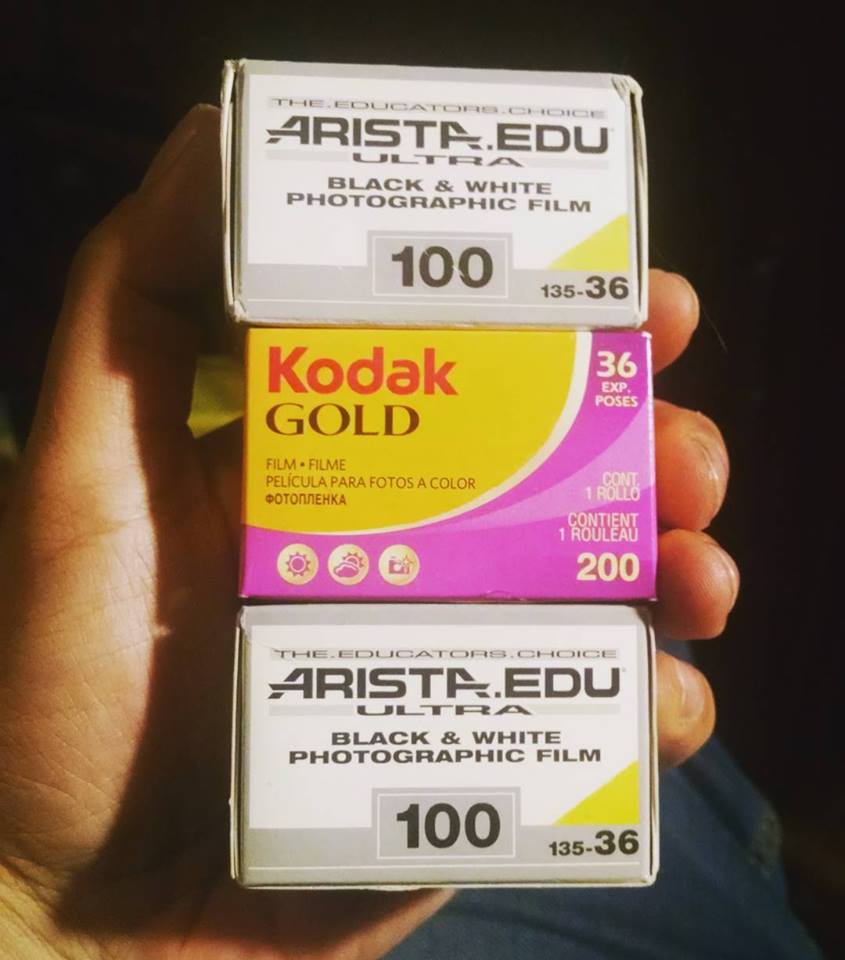 THE.EDUCATORS.CHOICE
ARISTA.EDU
ULTRA
BLACK & WHITE
PHOTOGRAPHIC FILM
100
135-36
Kodak
GOLD
FILM • FILME
PELÍCULA PARA FOTOS A COLOR
ФОТОПЛЕНКА
36
EXP.
POSES
CONT.
1 ROLLO
CONTIENT
1 ROULEAU
200
THE.EDUCATORS.CHOICE
ARISTA.EDU
ULTRA
BLACK & WHITE
PHOTOGRAPHIC FILM
100
135-36